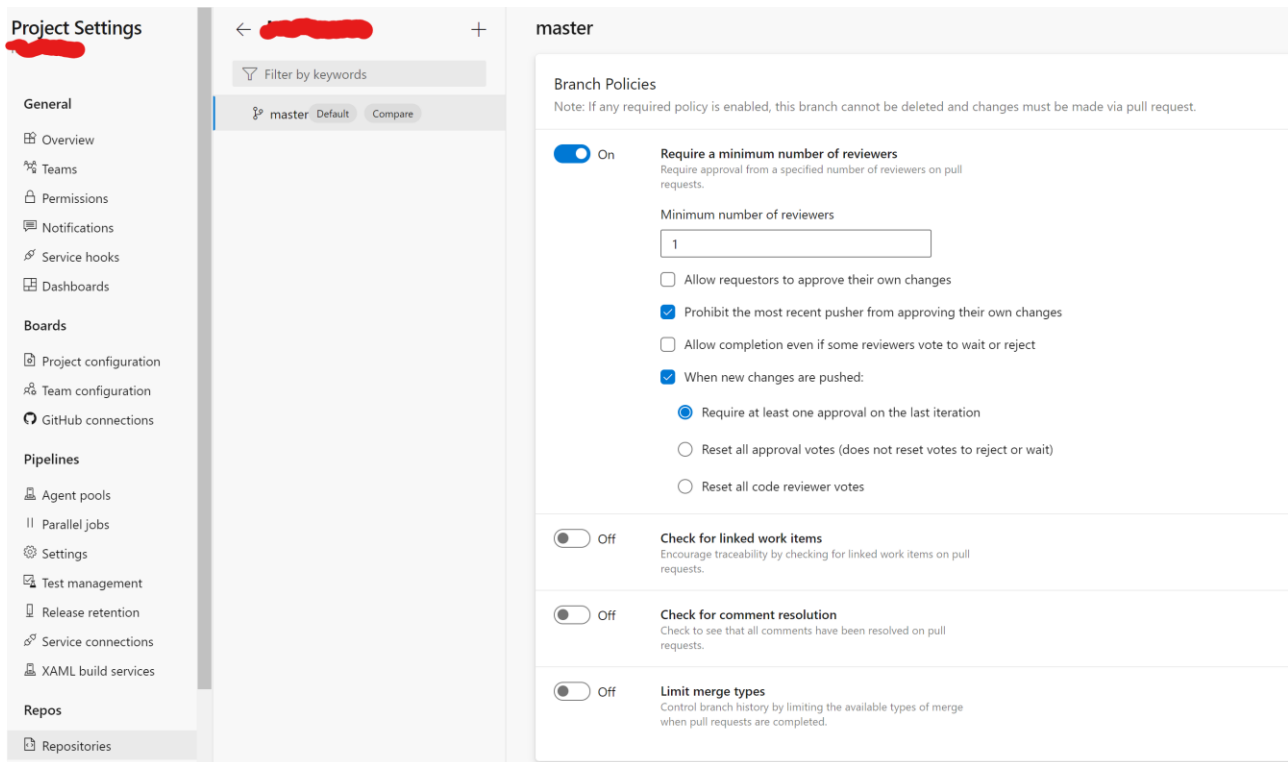 Project Settings
General
Overview
Teams
Permissions
Notifications
Service hooks
Dashboards
Boards
Project configuration
Team configuration
GitHub connections
Pipelines
Agent pools
Parallel jobs
Settings
Test management
Release retention
Service connections
XAML build services
Repos
Repositories
Filter by keywords
master Default Compare
master
Branch Policies
Note: If any required policy is enabled, this branch cannot be deleted and changes must be made via pull request.
On
Require a minimum number of reviewers
Require approval from a specified number of reviewers on pull
requests.
Minimum number of reviewers
1
Allow requestors to approve their own changes
Prohibit the most recent pusher from approving their own changes
Allow completion even if some reviewers vote to wait or reject
When new changes are pushed:
Require at least one approval on the last iteration
Reset all approval votes (does not reset votes to reject or wait)
Reset all code reviewer votes
Off
Check for linked work items
Encourage traceability by checking for linked work items on pull
requests.
Off
Check for comment resolution
Check to see that all comments have been resolved on pull
requests.
Off
Limit merge types
Control branch history by limiting the available types of merge
when pull requests are completed.